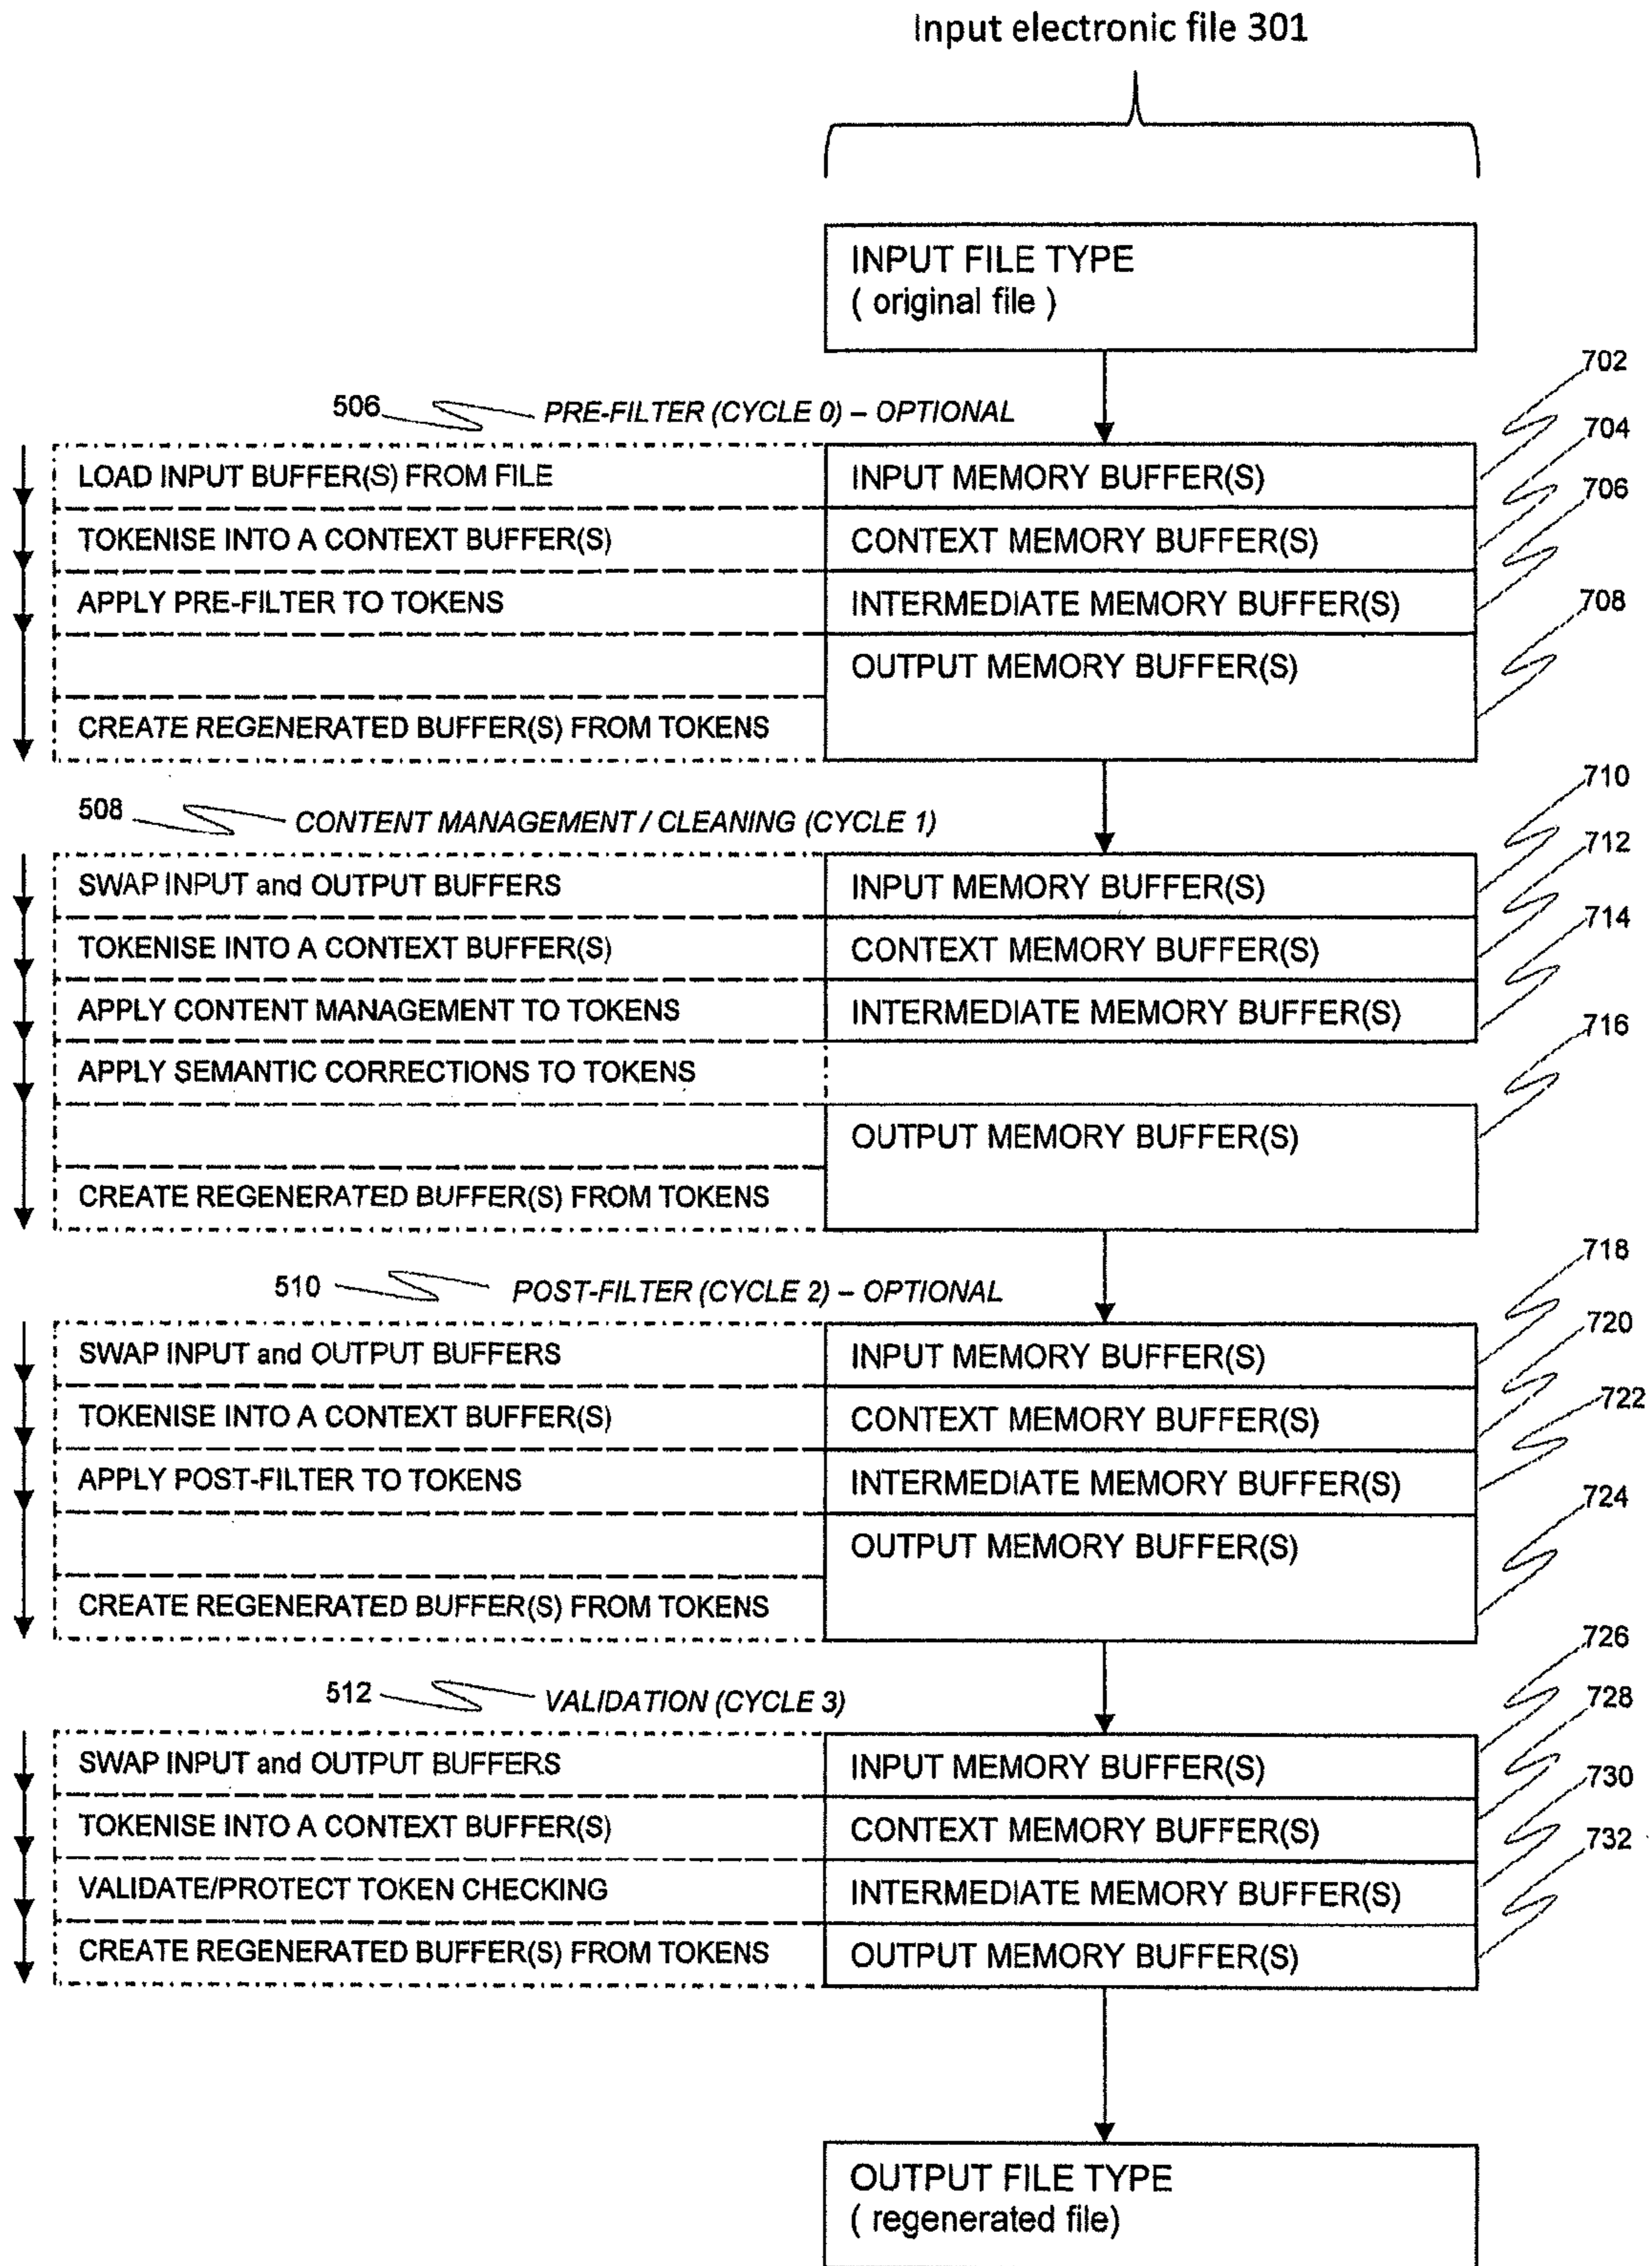 Input electronic file 301
INPUT FILE TYPE
( original file )
702
506 PRE-FILTER (CYCLE 0) – OPTIONAL
704
LOAD INPUT BUFFER(S) FROM FILE
INPUT MEMORY BUFFER(S)
706
TOKENISE INTO A CONTEXT BUFFER(S)
CONTEXT MEMORY BUFFER(S)
APPLY PRE-FILTER TO TOKENS
INTERMEDIATE MEMORY BUFFER(S)
708
OUTPUT MEMORY BUFFER(S)
CREATE REGENERATED BUFFER(S) FROM TOKENS
710
508 CONTENT MANAGEMENT / CLEANING (CYCLE 1)
712
SWAP INPUT and OUTPUT BUFFERS
INPUT MEMORY BUFFER(S)
714
TOKENISE INTO A CONTEXT BUFFER(S)
CONTEXT MEMORY BUFFER(S)
APPLY CONTENT MANAGEMENT TO TOKENS
INTERMEDIATE MEMORY BUFFER(S)
716
APPLY SEMANTIC CORRECTIONS TO TOKENS
OUTPUT MEMORY BUFFER(S)
CREATE REGENERATED BUFFER(S) FROM TOKENS
718
510 POST-FILTER (CYCLE 2) – OPTIONAL
720
SWAP INPUT and OUTPUT BUFFERS
INPUT MEMORY BUFFER(S)
722
TOKENISE INTO A CONTEXT BUFFER(S)
CONTEXT MEMORY BUFFER(S)
APPLY POST-FILTER TO TOKENS
INTERMEDIATE MEMORY BUFFER(S)
724
OUTPUT MEMORY BUFFER(S)
CREATE REGENERATED BUFFER(S) FROM TOKENS
726
512 VALIDATION (CYCLE 3)
728
SWAP INPUT and OUTPUT BUFFERS
INPUT MEMORY BUFFER(S)
730
TOKENISE INTO A CONTEXT BUFFER(S)
CONTEXT MEMORY BUFFER(S)
732
VALIDATE/PROTECT TOKEN CHECKING
INTERMEDIATE MEMORY BUFFER(S)
CREATE REGENERATED BUFFER(S) FROM TOKENS
OUTPUT MEMORY BUFFER(S)
OUTPUT FILE TYPE
( regenerated file)